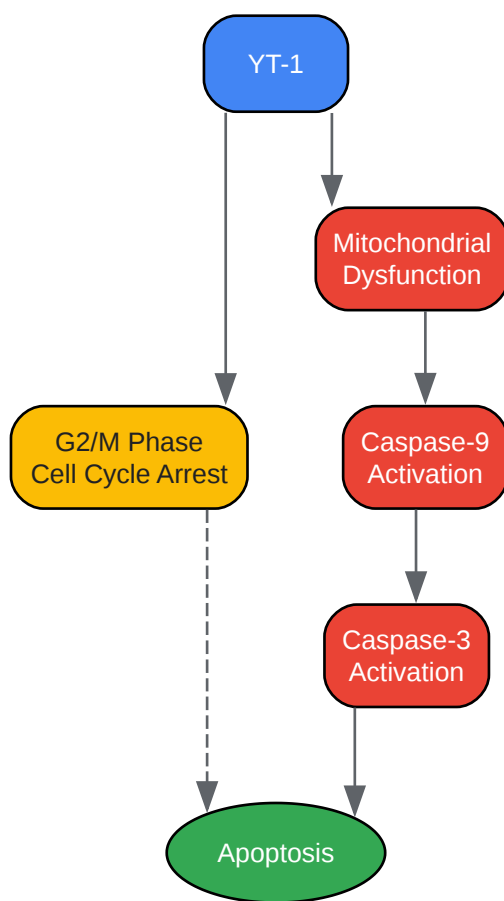 YT-1
Mitochondrial
Dysfunction
G2/M Phase
Cell Cycle Arrest
Caspase-9
Activation
Caspase-3
Activation
Apoptosis